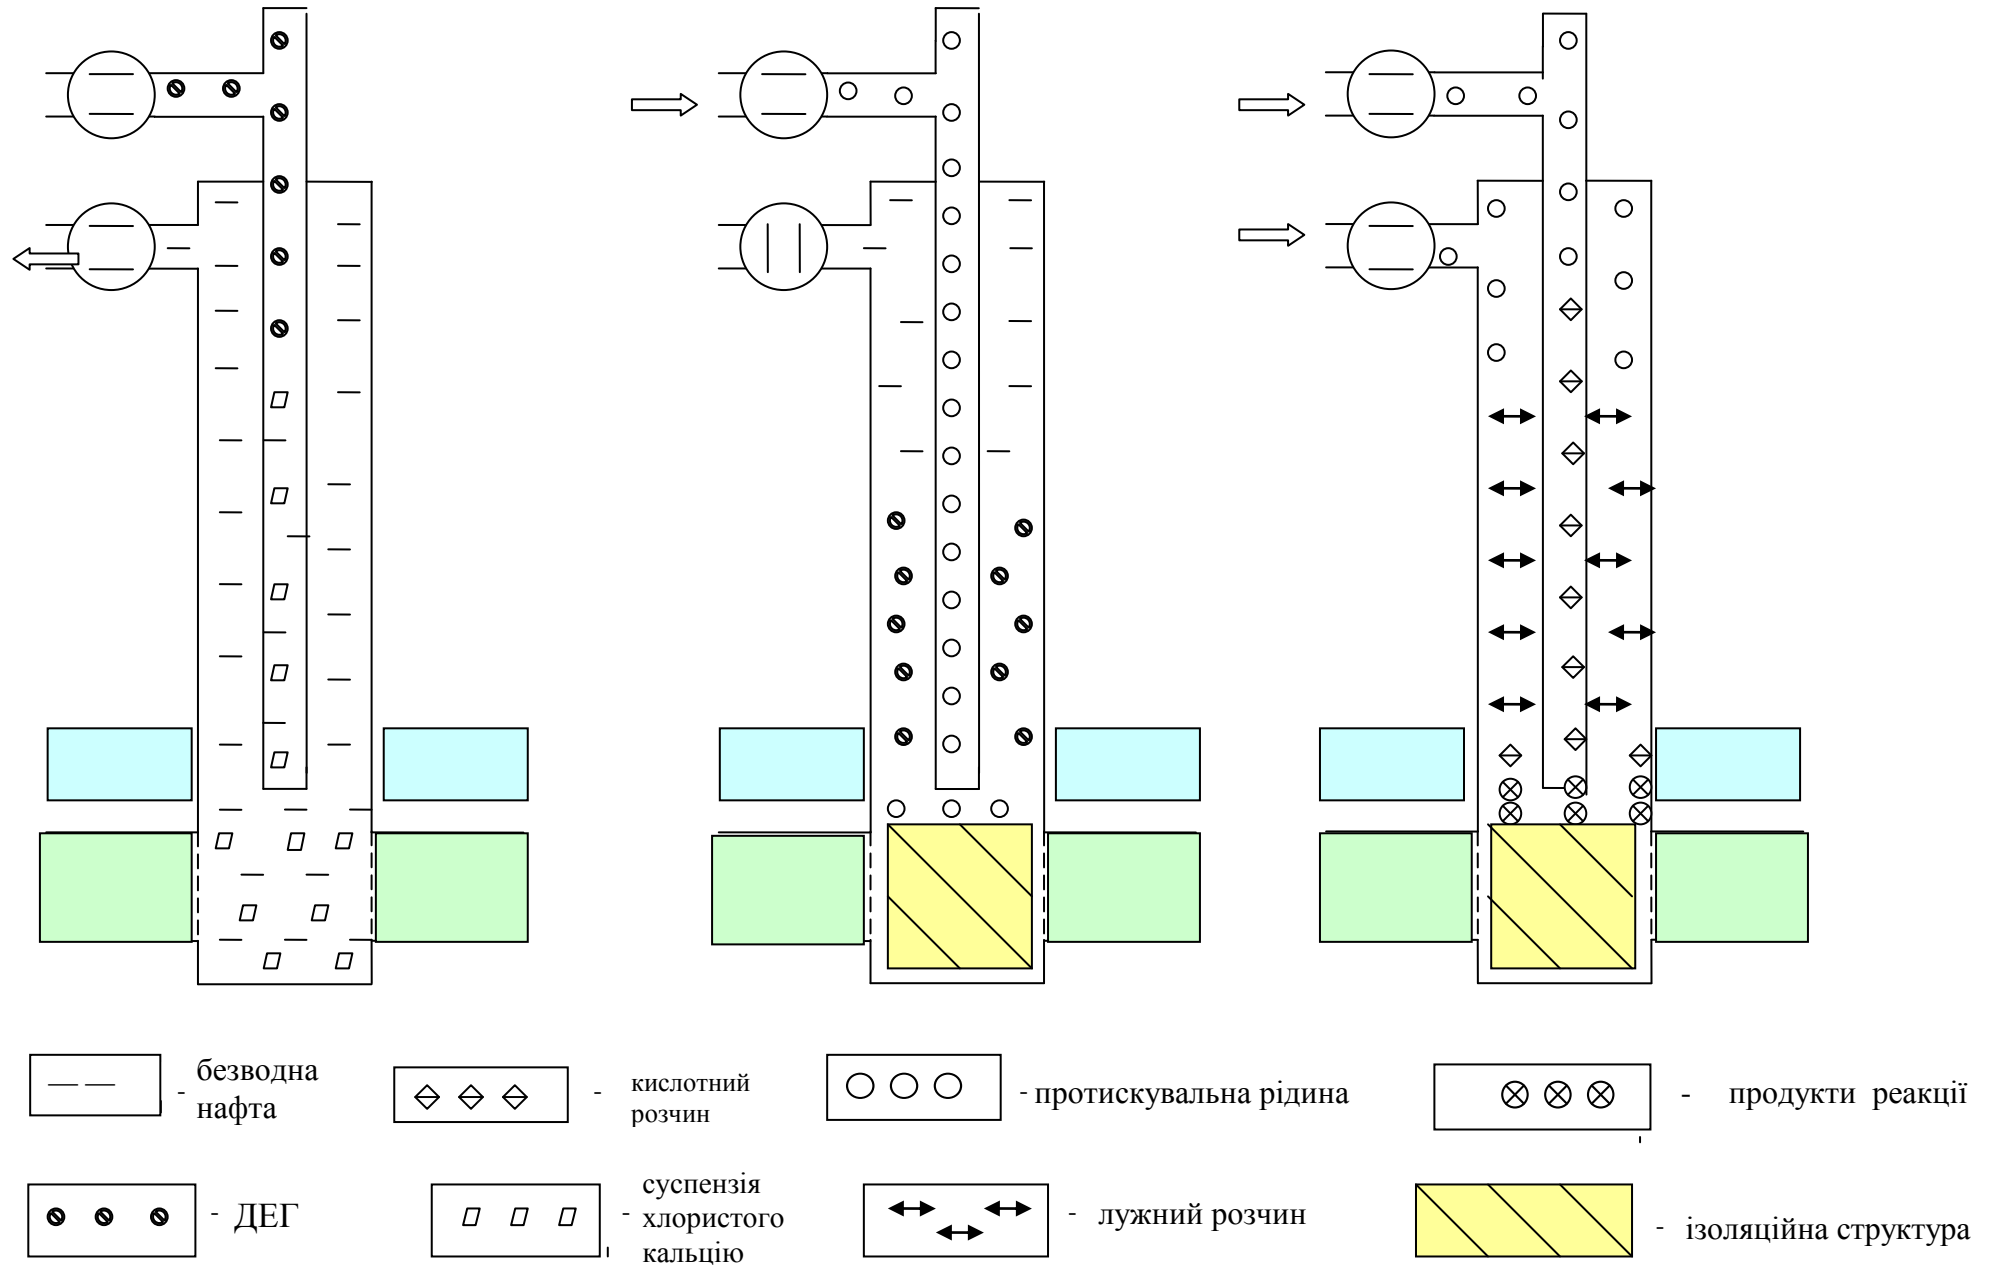 - безводна
нафта
- кислотний
розчин
- протискувальна рідина
- продукти реакції
- ДЕГ
- суспензія
хлористого
кальцію
- лужний розчин
- ізоляційна структура